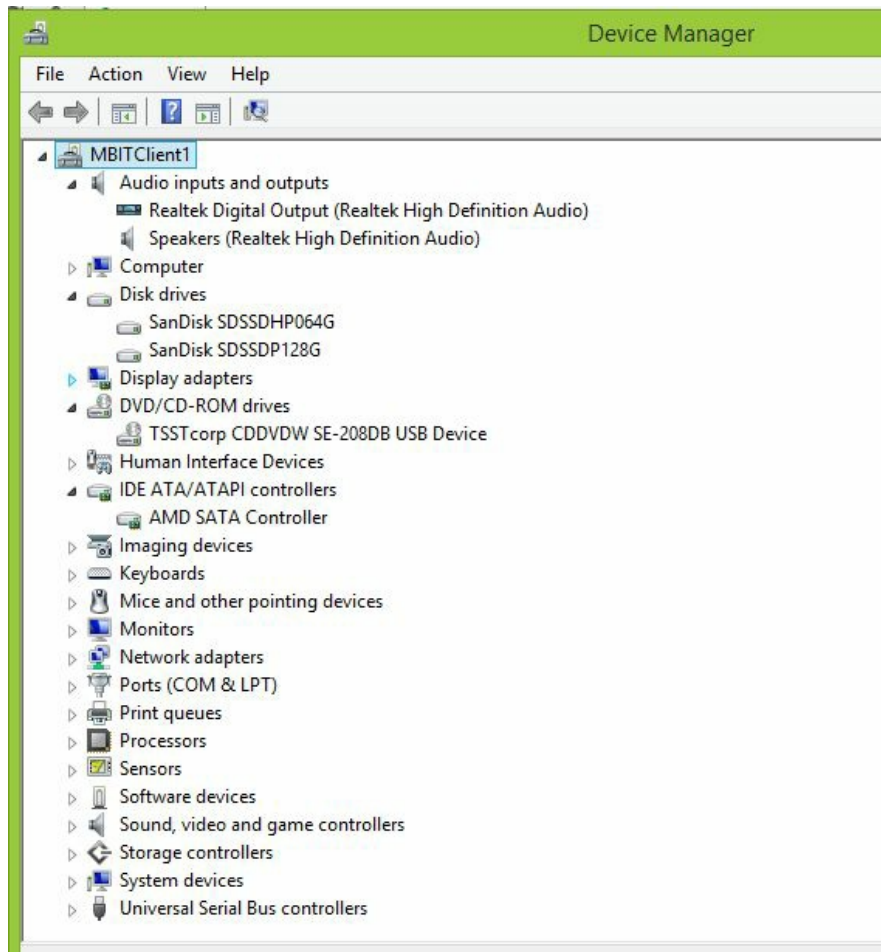 Device Manager
File Action View Help
MBITClient1
Audio inputs and outputs
Realtek Digital Output (Realtek High Definition Audio)
Speakers (Realtek High Definition Audio)
Computer
Disk drives
SanDisk SDSSDHP064G
SanDisk SDSSDP128G
Display adapters
DVD/CD-ROM drives
TSSTcorp CDDVDW SE-208DB USB Device
Human Interface Devices
IDE ATA/ATAPI controllers
AMD SATA Controller
Imaging devices
Keyboards
Mice and other pointing devices
Monitors
Network adapters
Ports (COM & LPT)
Print queues
Processors
Sensors
Software devices
Sound, video and game controllers
Storage controllers
System devices
Universal Serial Bus controllers